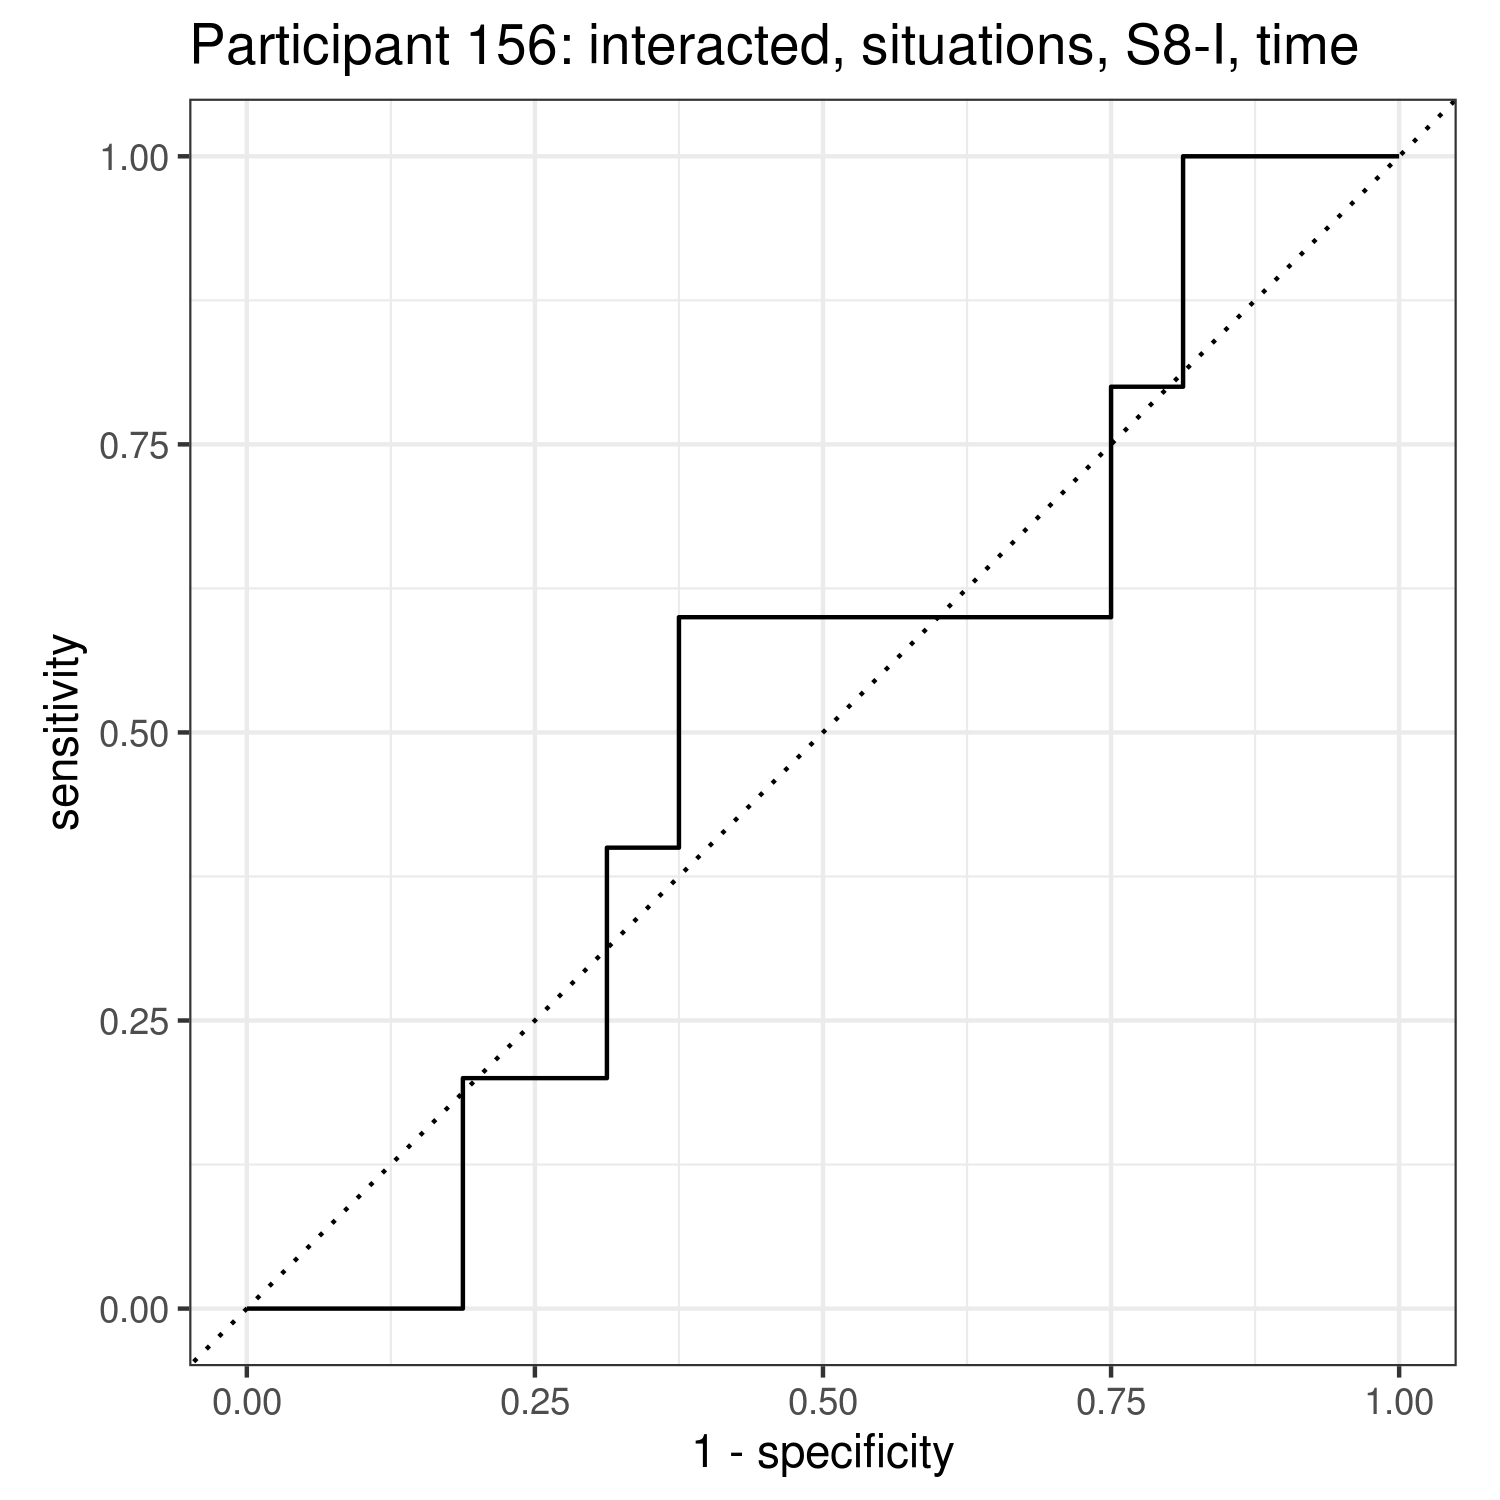 Participant 156: interacted, situations, S8-I, time
1.00
0.75
0.50
0.25
0.00
sensitivity
0.00 0.25 0.50 0.75 1.00
1 - specificity